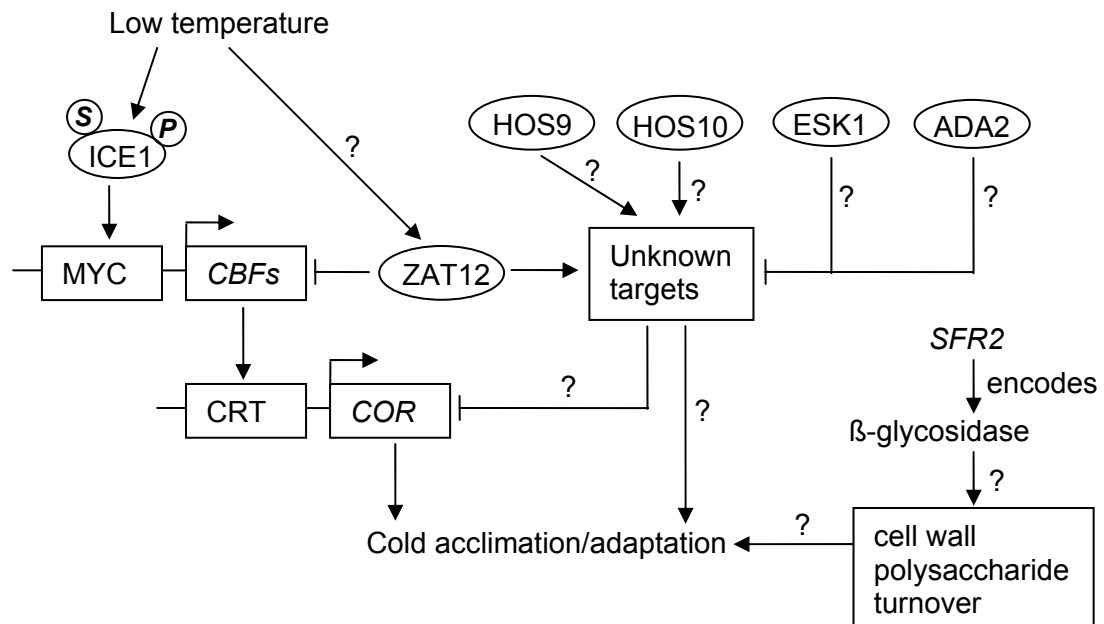 Low temperature
S
P
ICE1
HOS9
HOS10
ESK1
ADA2
?
?
?
?
?
MYC
CBFs
ZAT12
Unknown
targets
SFR2
encodes
CRT
COR
?
?
ß-glycosidase
?
Cold acclimation/adaptation
?
cell wall
polysaccharide
turnover